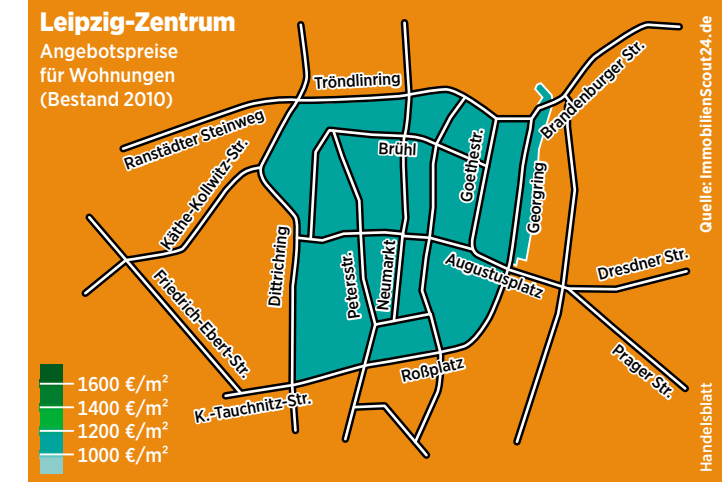 Leipzig-Zentrum
Angebotspreise
für Wohnungen
(Bestand 2010)
Tröndlinring
Brandenburger Str.
Ranstädter Steinweg
Brühl
Goethestr.
Käthe-Kollwitz-Str.
Georgring
Dittrichring
Petersstr.
Neumarkt
Augustusplatz
Dresdner Str.
Friedrich-Ebert-Str.
Roßplatz
Prager Str.
K.-Tauchnitz-Str.
1600 €/m²
1400 €/m²
1200 €/m²
1000 €/m²
Quelle: ImmobilienScout24.de
Handelsblatt